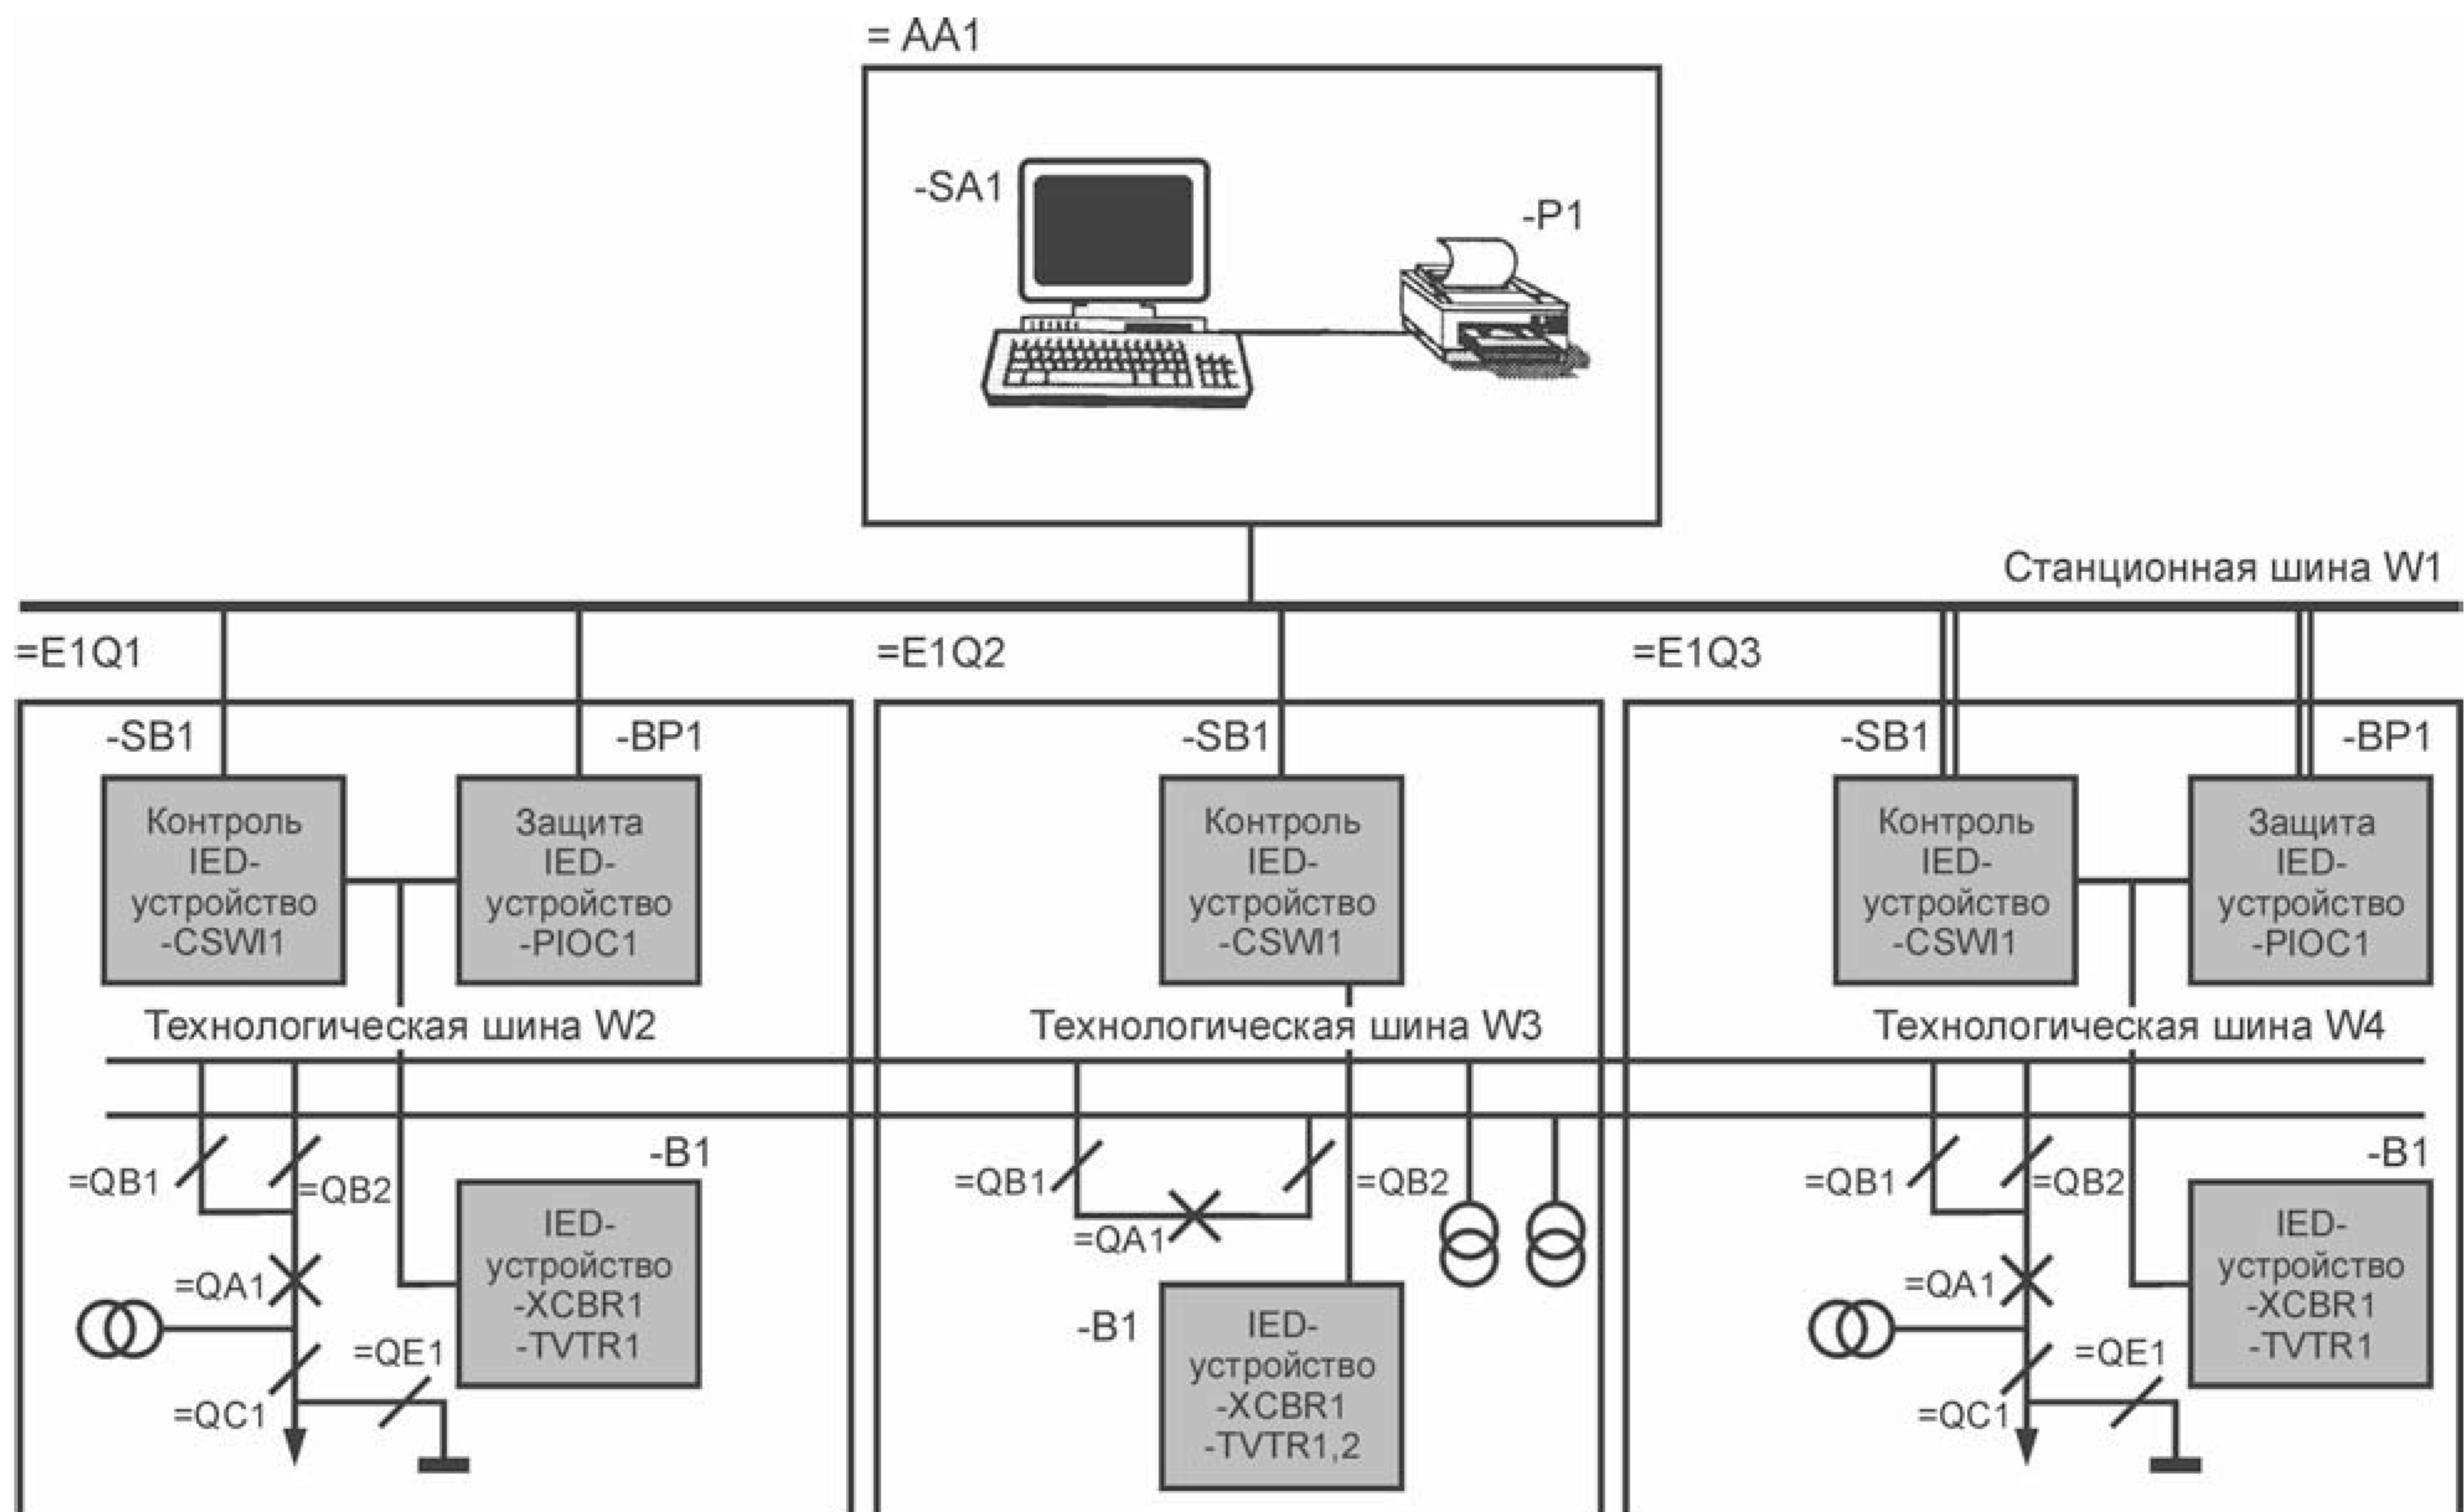 = AA1
-SA1
-P1
Станционная шина W1
=E1Q1
=E1Q2
=E1Q3
-SB1
-BP1
-SB1
-SB1
-BP1
Контроль
IED-
устройство
-CSWI1
Защита
IED-
устройство
-PIOC1
Контроль
IED-
устройство
-CSWI1
Контроль
IED-
устройство
-CSWI1
Защита
IED-
устройство
-PIOC1
Технологическая шина W2
Технологическая шина W3
Технологическая шина W4
=QB1
=QB2
-B1
IED-
устройство
-XCBR1
-TVTR1
=QA1
=QE1
=QC1
=QB1
=QB2
=QA1
-B1
IED-
устройство
-XCBR1
-TVTR1,2
=QB1
=QB2
-B1
IED-
устройство
-XCBR1
-TVTR1
=QA1
=QE1
=QC1